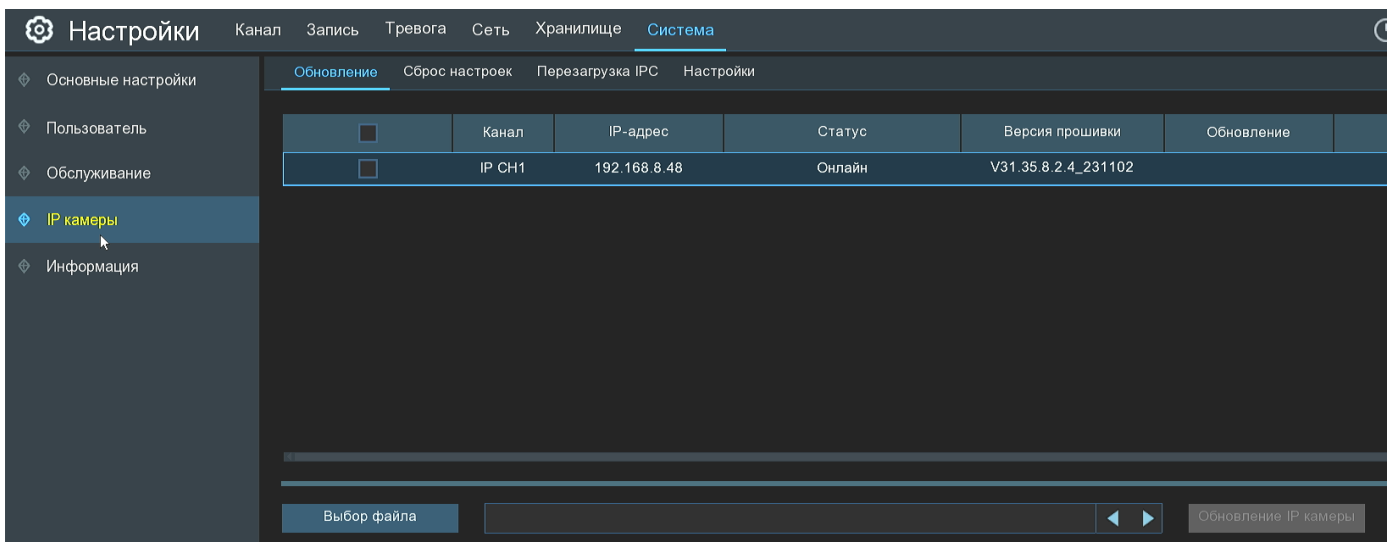 Настройки Канал Запись Тревога Сеть Хранилище Система
Основные настройки
Пользователь
Обслуживание
IP камеры
Информация
Обновление Сброс настроек Перезагрузка IPC Настройки
Канал IP-адрес Статус Версия прошивки Обновление
IP CH1 192.168.8.48 Онлайн V31.35.8.2.4_231102
Выбор файла Обновление IP камеры